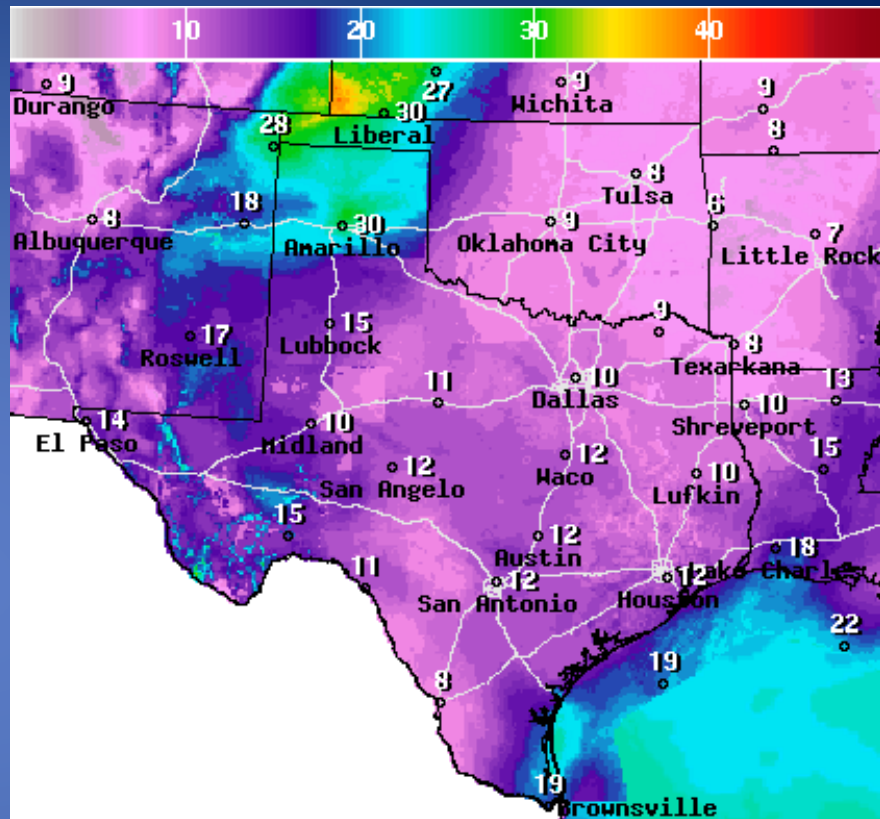 10 20 30 40
9 27 9 9
Durango Wichita
30
Liberal
28 8 8
Tulsa
18 8 30 9 6 7
Albuquerque Amarillo Oklahoma City Little Rock
17 15 9 8
Roswell Lubbock Texarkana
11 10 10 13
Dallas Shreveport
14 10
El Paso Midland
12 12 10 15
San Angelo Waco Lufkin
15 12 18
Austin Lake Charles
11 12 12
San Antonio Houston
22
8 19
19
Brownsville